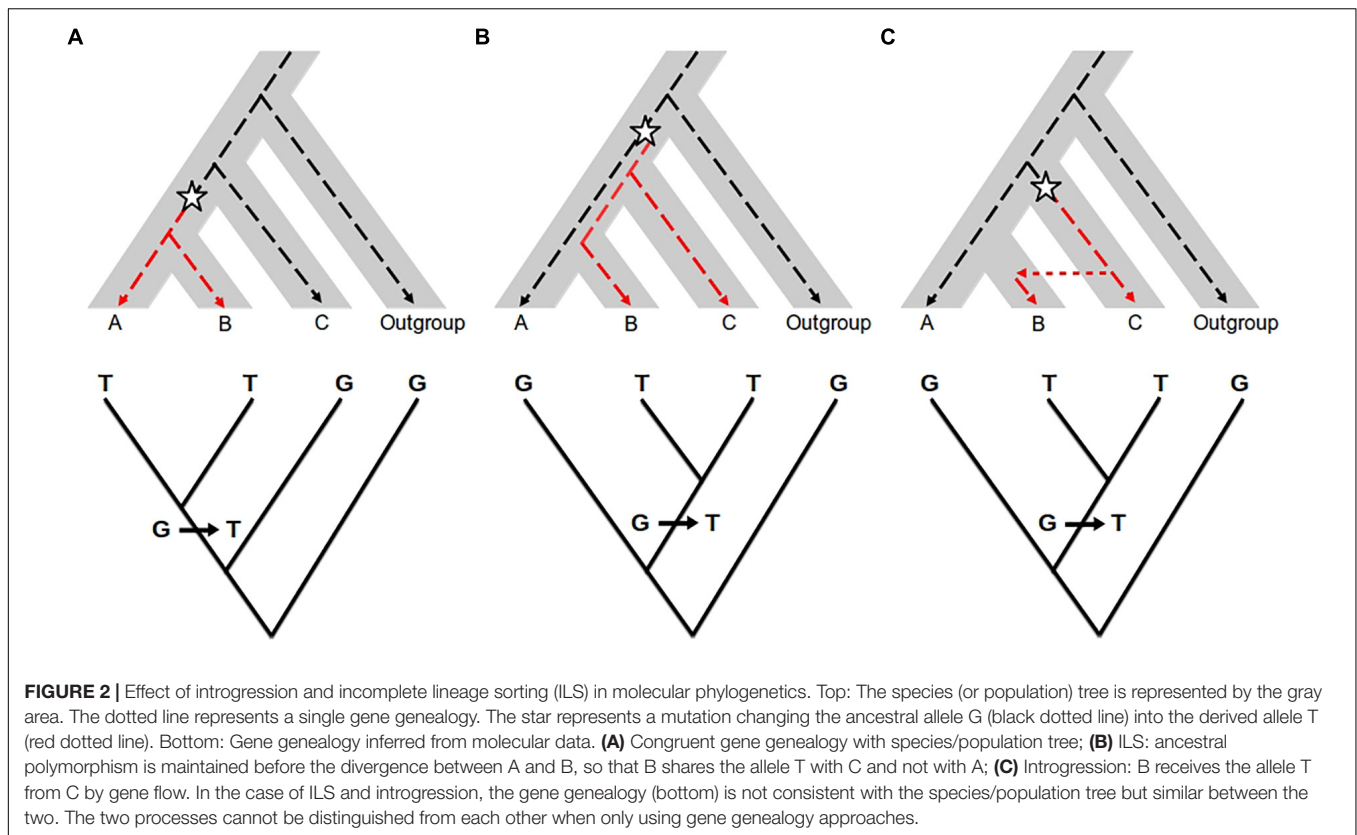 A B C
A B C Outgroup
A B C Outgroup
A B C Outgroup
T T G G
G T T G
G T T G
G T
G T
G T
FIGURE 2 | Effect of introgression and incomplete lineage sorting (ILS) in molecular phylogenetics. Top: The species (or population) tree is represented by the gray
area. The dotted line represents a single gene genealogy. The star represents a mutation changing the ancestral allele G (black dotted line) into the derived allele T
(red dotted line). Bottom: Gene genealogy inferred from molecular data. (A) Congruent gene genealogy with species/population tree; (B) ILS: ancestral
polymorphism is maintained before the divergence between A and B, so that B shares the allele T with C and not with A; (C) Introgression: B receives the allele T
from C by gene flow. In the case of ILS and introgression, the gene genealogy (bottom) is not consistent with the species/population tree but similar between the
two. The two processes cannot be distinguished from each other when only using gene genealogy approaches.